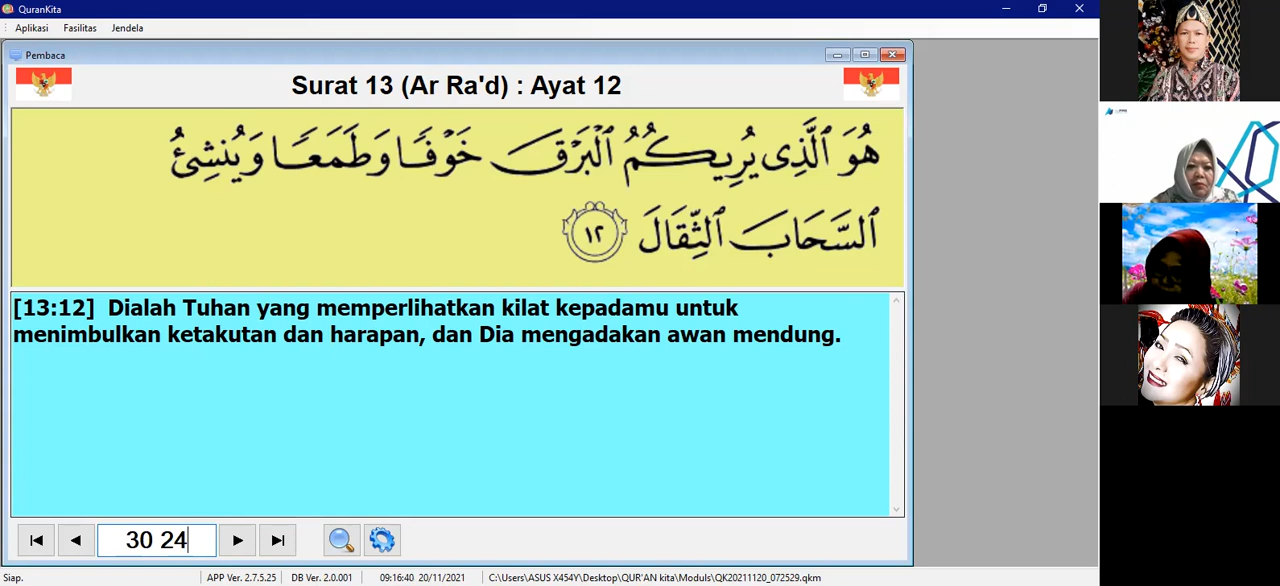 QuranKita
Aplikasi Fasilitas Jendela
Pembaca
Surat 13 (Ar Ra'd) : Ayat 12
هُوَ ٱلَّذِى يُرِيكُمُ ٱلْبَرْقَ خَوْفًا وَطَمَعًا وَيُنشِئُ
ٱلسَّحَابَ ٱلثِّقَالَ ١٢
[13:12] Dialah Tuhan yang memperlihatkan kilat kepadamu untuk
menimbulkan ketakutan dan harapan, dan Dia mengadakan awan mendung.
30 24
Siap. APP Ver. 2.7.5.25 DB Ver. 2.0.001 09:16:40 20/11/2021 C:\Users\ASUS X454Y\Desktop\QUR'AN kita\Moduls\QK20211120_072529.qkm